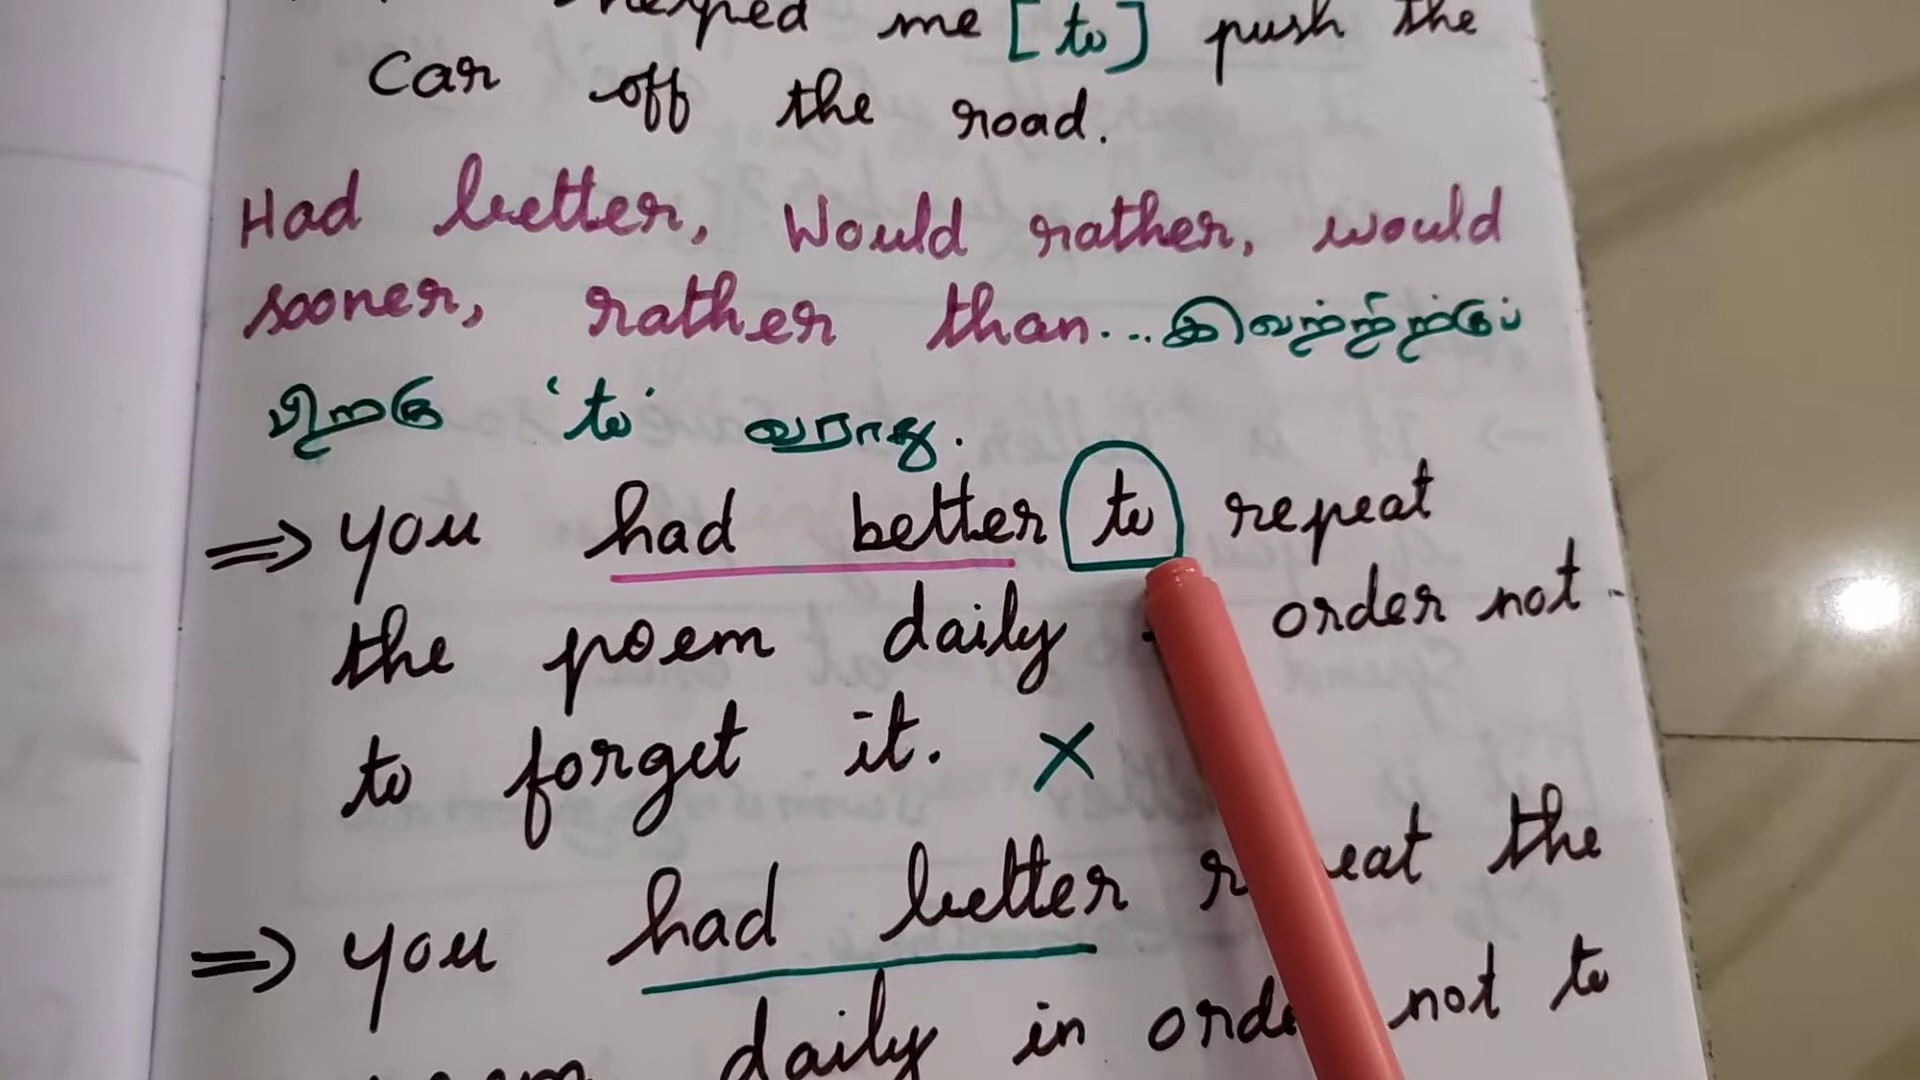 helped me [to] push the
Car off the road.
Had better, Would rather, would
sooner, rather than... இவற்றிற்குப்
பிறகு 'to' வராது.
⇒ you had better to repeat
the poem daily order not
to forget it. ×
⇒ you had better repeat the
poem daily in order not to